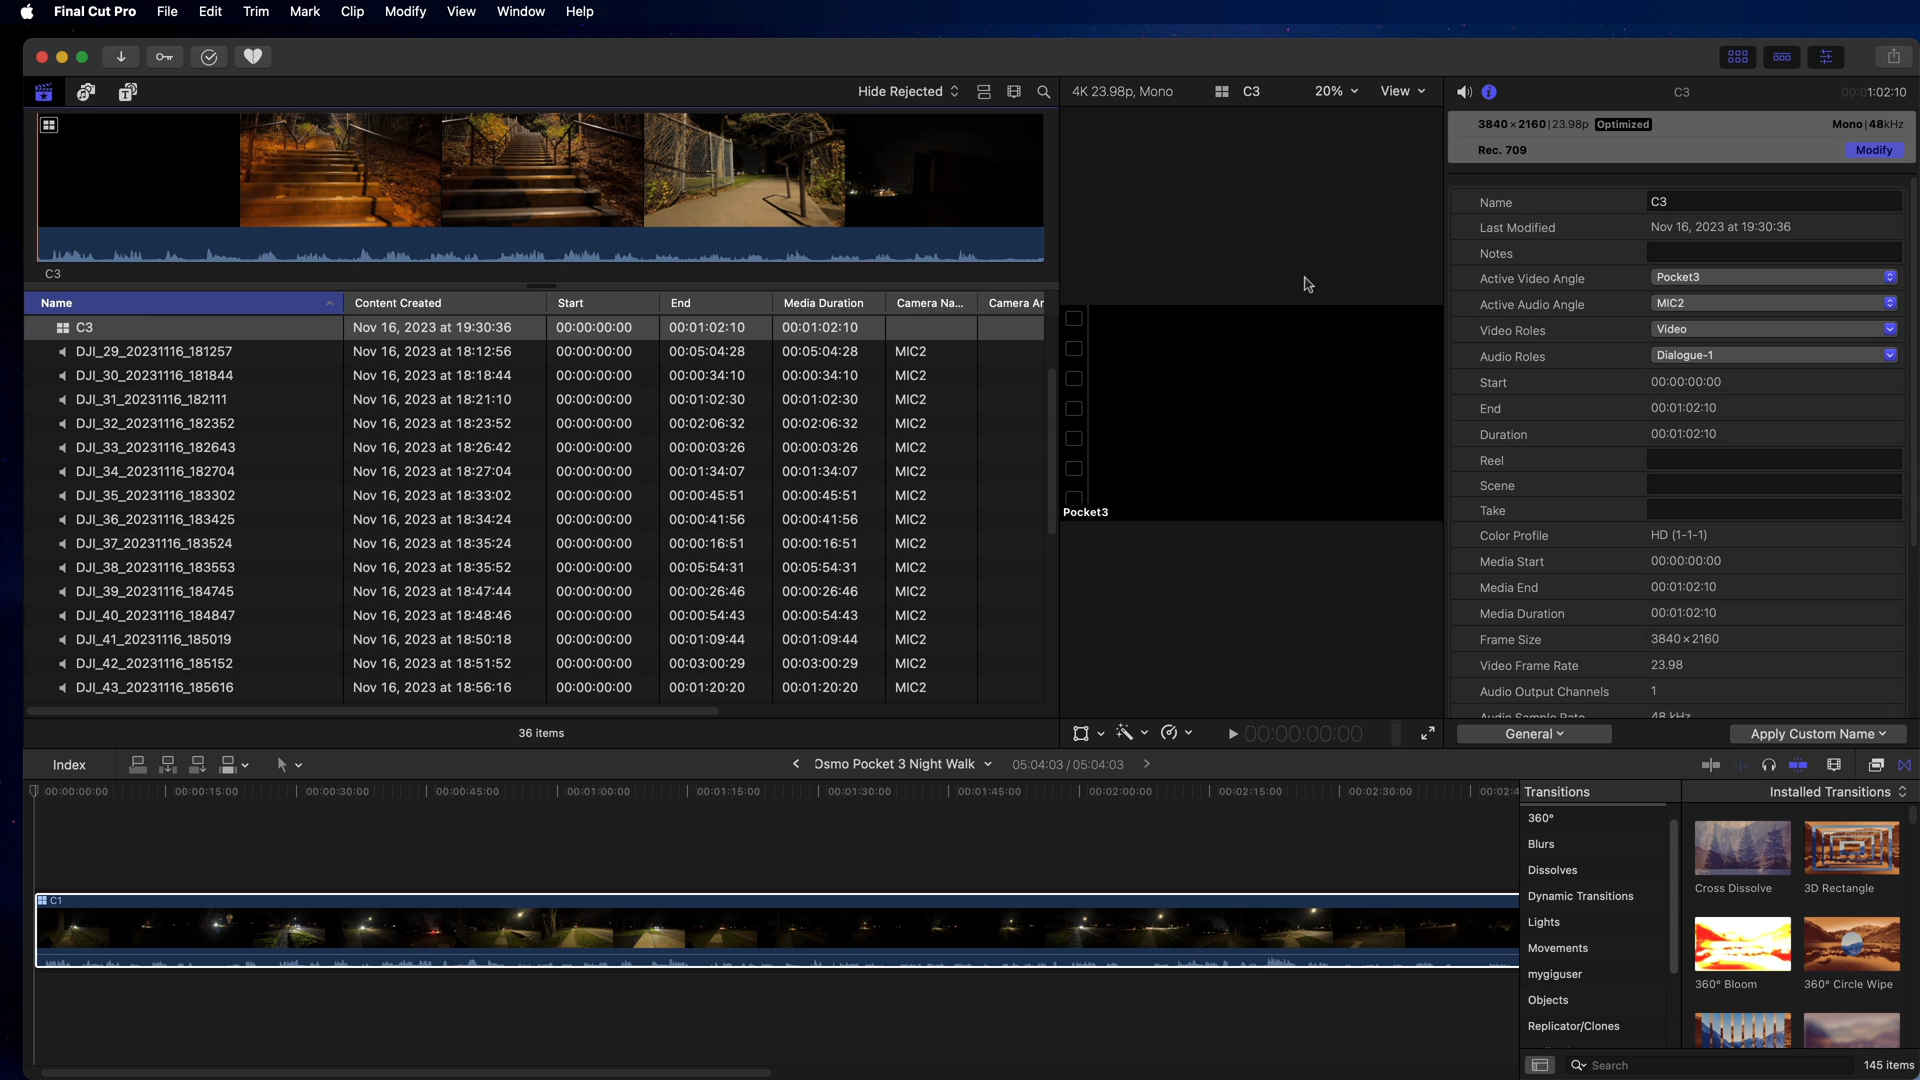 Final Cut Pro File Edit Trim Mark Clip Modify View Window Help
Hide Rejected
4K 23.98p, Mono C3 20% View
C3 00:01:02:10
3840 × 2160 | 23.98p Optimized Mono | 48kHz
Rec. 709 Modify
C3
Name Content Created Start End Media Duration Camera Na... Camera Ar
C3 Nov 16, 2023 at 19:30:36 00:00:00:00 00:01:02:10 00:01:02:10
DJI_29_20231116_181257 Nov 16, 2023 at 18:12:56 00:00:00:00 00:05:04:28 00:05:04:28 MIC2
DJI_30_20231116_181844 Nov 16, 2023 at 18:18:44 00:00:00:00 00:00:34:10 00:00:34:10 MIC2
DJI_31_20231116_182111 Nov 16, 2023 at 18:21:10 00:00:00:00 00:01:02:30 00:01:02:30 MIC2
DJI_32_20231116_182352 Nov 16, 2023 at 18:23:52 00:00:00:00 00:02:06:32 00:02:06:32 MIC2
DJI_33_20231116_182643 Nov 16, 2023 at 18:26:42 00:00:00:00 00:00:03:26 00:00:03:26 MIC2
DJI_34_20231116_182704 Nov 16, 2023 at 18:27:04 00:00:00:00 00:01:34:07 00:01:34:07 MIC2
DJI_35_20231116_183302 Nov 16, 2023 at 18:33:02 00:00:00:00 00:00:45:51 00:00:45:51 MIC2
DJI_36_20231116_183425 Nov 16, 2023 at 18:34:24 00:00:00:00 00:00:41:56 00:00:41:56 MIC2
DJI_37_20231116_183524 Nov 16, 2023 at 18:35:24 00:00:00:00 00:00:16:51 00:00:16:51 MIC2
DJI_38_20231116_183553 Nov 16, 2023 at 18:35:52 00:00:00:00 00:05:54:31 00:05:54:31 MIC2
DJI_39_20231116_184745 Nov 16, 2023 at 18:47:44 00:00:00:00 00:00:26:46 00:00:26:46 MIC2
DJI_40_20231116_184847 Nov 16, 2023 at 18:48:46 00:00:00:00 00:00:54:43 00:00:54:43 MIC2
DJI_41_20231116_185019 Nov 16, 2023 at 18:50:18 00:00:00:00 00:01:09:44 00:01:09:44 MIC2
DJI_42_20231116_185152 Nov 16, 2023 at 18:51:52 00:00:00:00 00:03:00:29 00:03:00:29 MIC2
DJI_43_20231116_185616 Nov 16, 2023 at 18:56:16 00:00:00:00 00:01:20:20 00:01:20:20 MIC2
36 items
Pocket3
00:00:00:00
Name C3
Last Modified Nov 16, 2023 at 19:30:36
Notes
Active Video Angle Pocket3
Active Audio Angle MIC2
Video Roles Video
Audio Roles Dialogue-1
Start 00:00:00:00
End 00:01:02:10
Duration 00:01:02:10
Reel
Scene
Take
Color Profile HD (1-1-1)
Media Start 00:00:00:00
Media End 00:01:02:10
Media Duration 00:01:02:10
Frame Size 3840 × 2160
Video Frame Rate 23.98
Audio Output Channels 1
Audio Sample Rate 48 kHz
General Apply Custom Name
Index
Osmo Pocket 3 Night Walk 05:04:03 / 05:04:03
00:00:00:00 00:00:15:00 00:00:30:00 00:00:45:00 00:01:00:00 00:01:15:00 00:01:30:00 00:01:45:00 00:02:00:00 00:02:15:00 00:02:30:00 00:02:4
C1
Transitions Installed Transitions
360°
Blurs
Dissolves
Dynamic Transitions
Lights
Movements
mygiguser
Objects
Replicator/Clones
Cross Dissolve 3D Rectangle
360° Bloom 360° Circle Wipe
Search 145 items